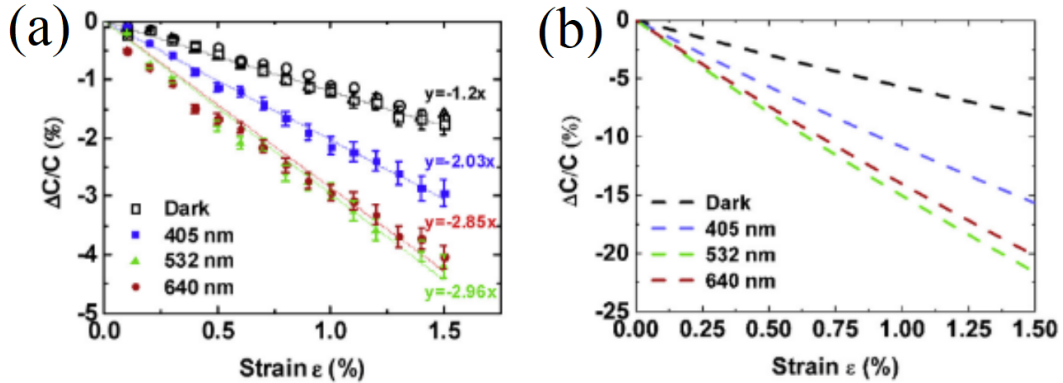 (a)
ΔC/C (%)
0
-1
-2
-3
-4
-5
y=-1.2x
y=-2.03x
y=-2.85x
y=-2.96x
Dark
405 nm
532 nm
640 nm
0.0 0.5 1.0 1.5
Strain ε (%)
(b)
ΔC/C (%)
0
-5
-10
-15
-20
-25
Dark
405 nm
532 nm
640 nm
0.00 0.25 0.50 0.75 1.00 1.25 1.50
Strain ε (%)